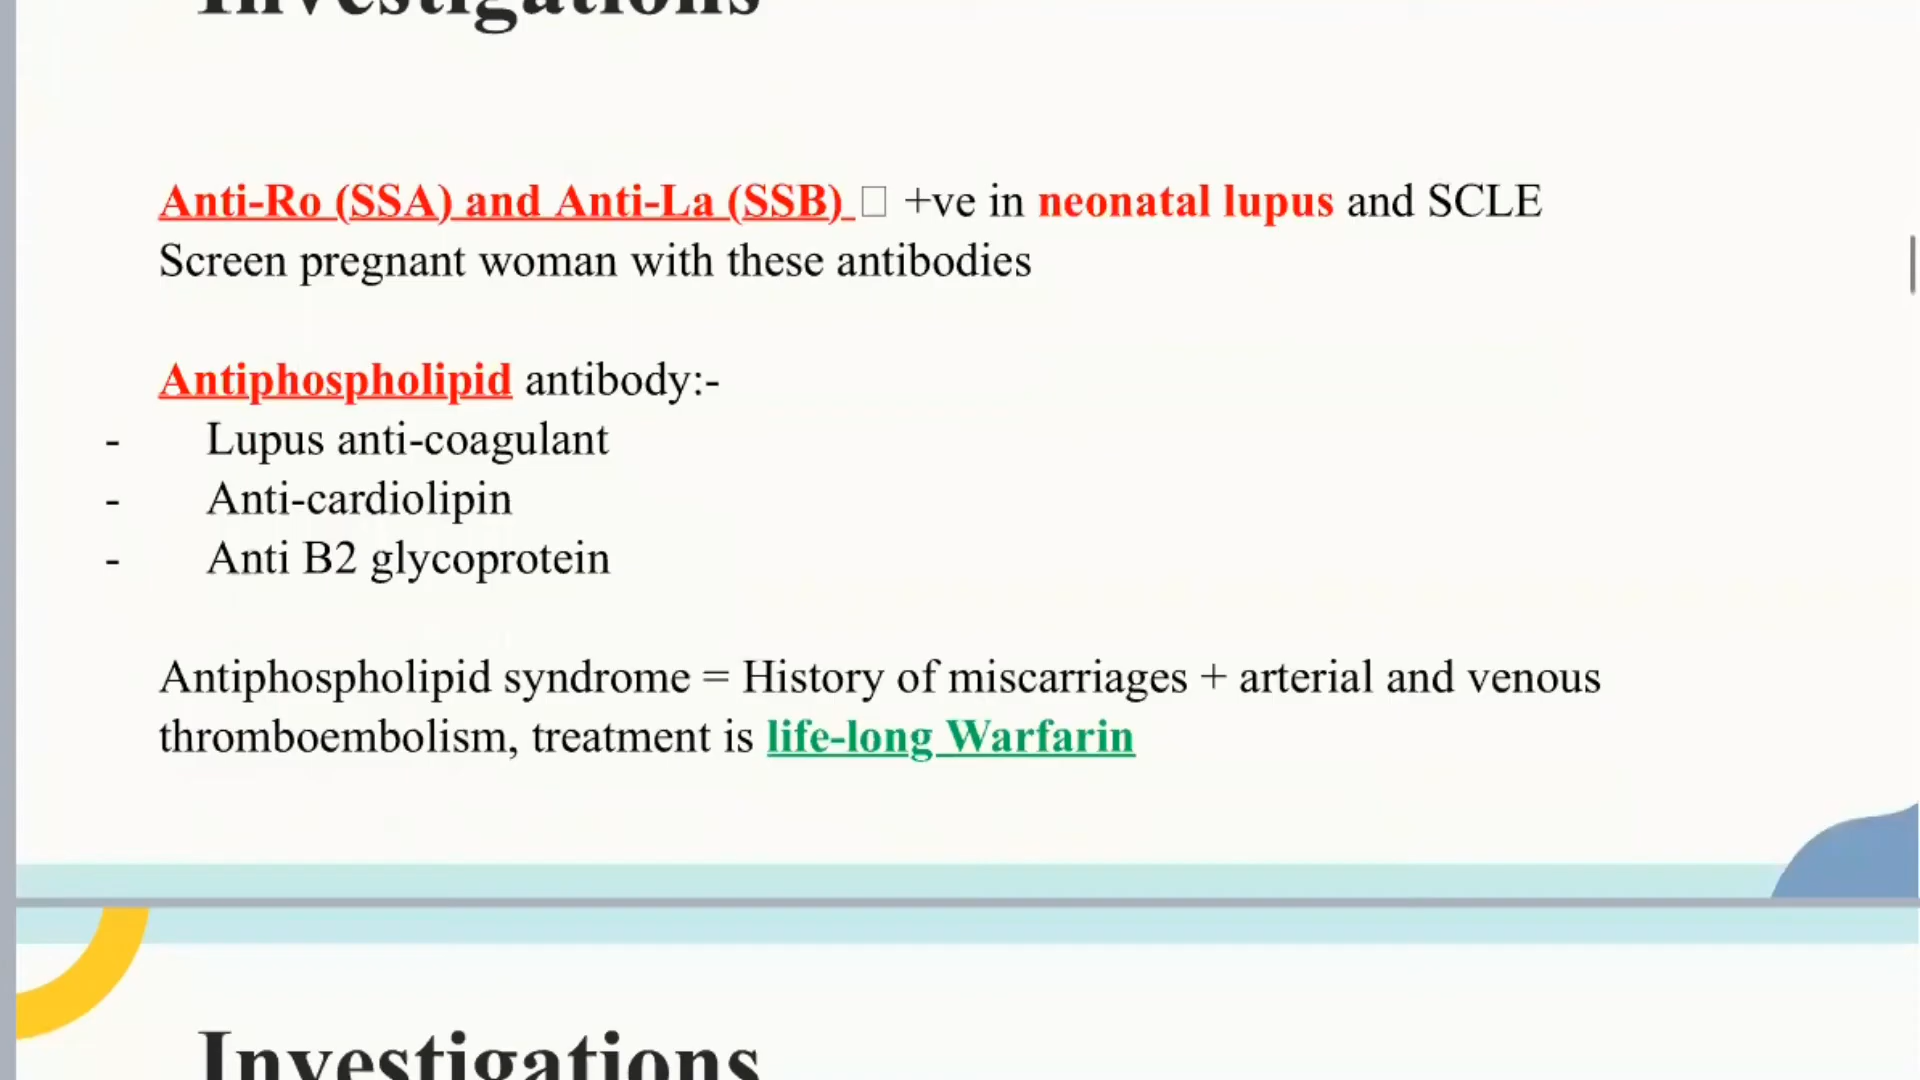 Investigations
Anti-Ro (SSA) and Anti-La (SSB) □ +ve in neonatal lupus and SCLE
Screen pregnant woman with these antibodies
Antiphospholipid antibody:-
- Lupus anti-coagulant
- Anti-cardiolipin
- Anti B2 glycoprotein
Antiphospholipid syndrome = History of miscarriages + arterial and venous
thromboembolism, treatment is life-long Warfarin
Investigations